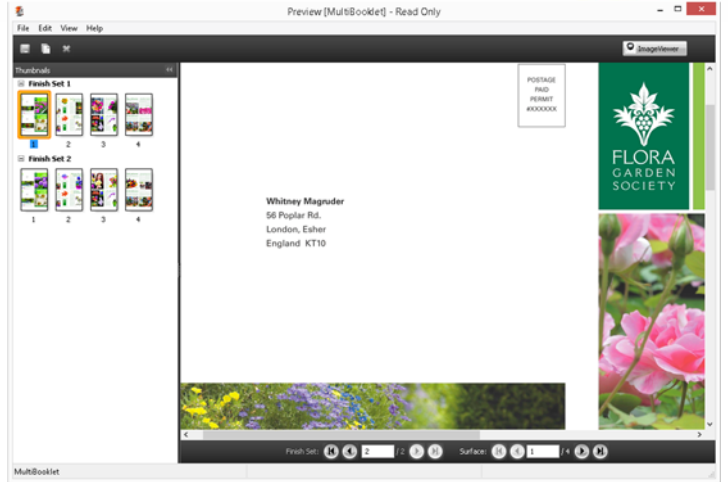 Preview [MultiBooklet] - Read Only
File Edit View Help
ImageViewer
Thumbnails
Finish Set 1
1 2 3 4
Finish Set 2
1 2 3 4
POSTAGE
PAID
PERMIT
#XXXXXX
FLORA
GARDEN
SOCIETY
Whitney Magruder
56 Poplar Rd.
London, Esher
England KT10
Finish Set: 2 / 2 Surface: 1 / 4
MultiBooklet